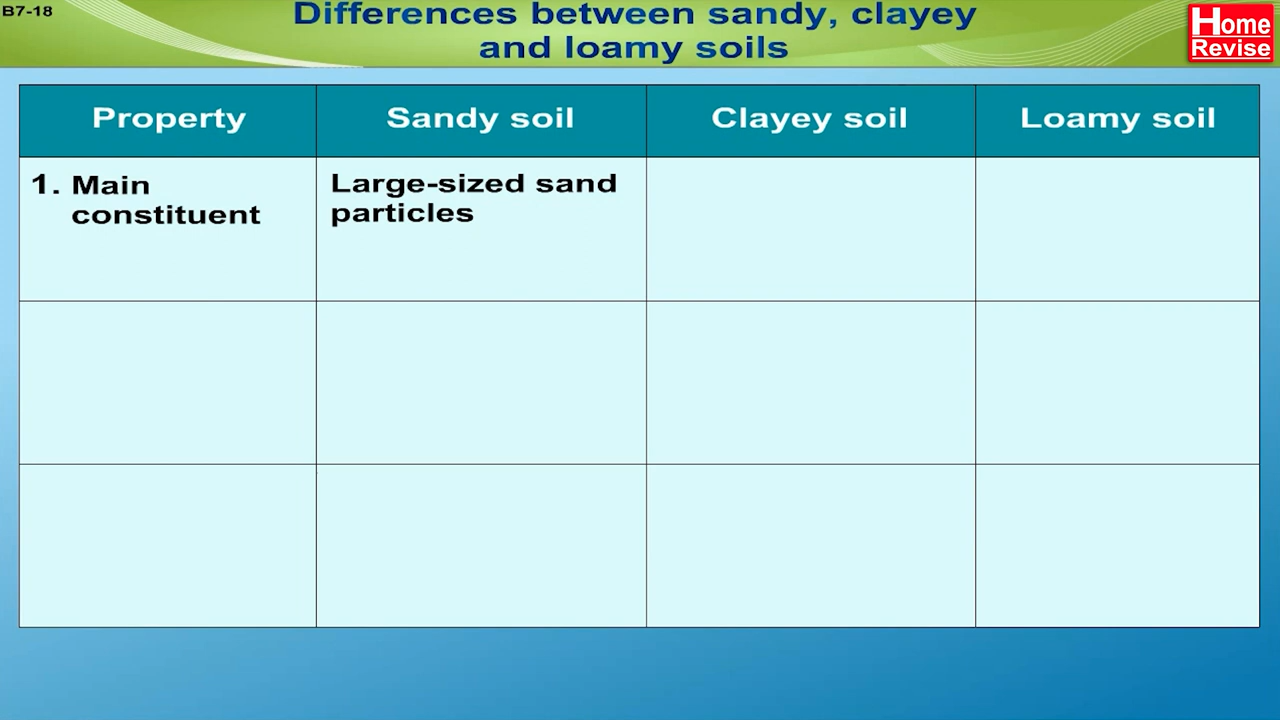 B7-18
Differences between sandy, clayey
and loamy soils
Home
Revise
Property
Sandy soil
Clayey soil
Loamy soil
1. Main
constituent
Large-sized sand
particles